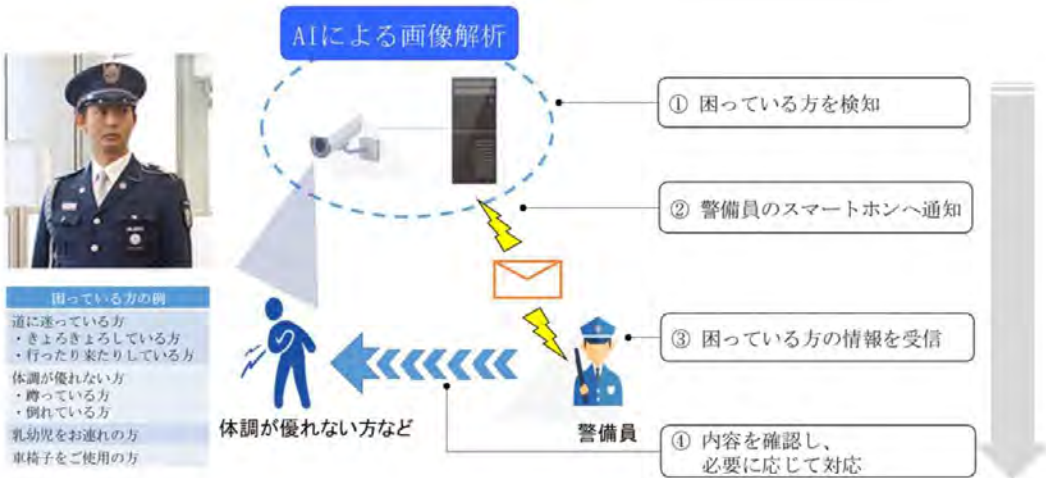 AIによる画像解析
① 困っている方を検知
② 警備員のスマートホンへ通知
③ 困っている方の情報を受信
④ 内容を確認し、
必要に応じて対応
困っている方の例
道に迷っている方
・きょろきょろしている方
・行ったり来たりしている方
体調が優れない方
・蹲っている方
・倒れている方
乳幼児をお連れの方
車椅子をご使用の方
体調が優れない方など
警備員